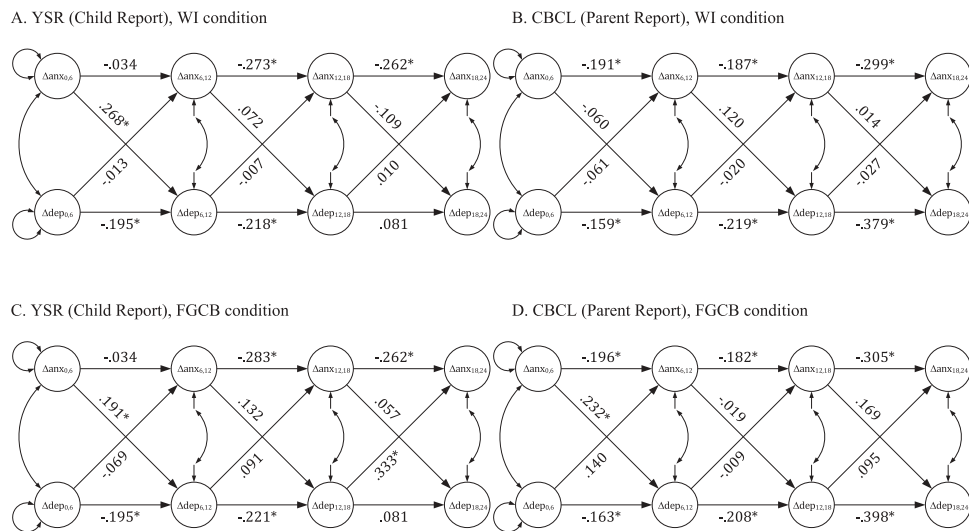 A. YSR (Child Report), WI condition
Δanx0,6 -.034 Δanx6,12 -.273* Δanx12,18 -.262* Δanx18,24
.268* .072 -.109
-.013 -.007 .010
Δdep0,6 -.195* Δdep6,12 -.218* Δdep12,18 .081 Δdep18,24
B. CBCL (Parent Report), WI condition
Δanx0,6 -.191* Δanx6,12 -.187* Δanx12,18 -.299* Δanx18,24
-.060 .120 .014
-.061 -.020 -.027
Δdep0,6 -.159* Δdep6,12 -.219* Δdep12,18 -.379* Δdep18,24
C. YSR (Child Report), FGCB condition
Δanx0,6 -.034 Δanx6,12 -.283* Δanx12,18 -.262* Δanx18,24
.191* .132 .057
-.069 .091 .333*
Δdep0,6 -.195* Δdep6,12 -.221* Δdep12,18 .081 Δdep18,24
D. CBCL (Parent Report), FGCB condition
Δanx0,6 -.196* Δanx6,12 -.182* Δanx12,18 -.305* Δanx18,24
.232* -.019 .169
.140 -.009 .095
Δdep0,6 -.163* Δdep6,12 -.208* Δdep12,18 -.398* Δdep18,24